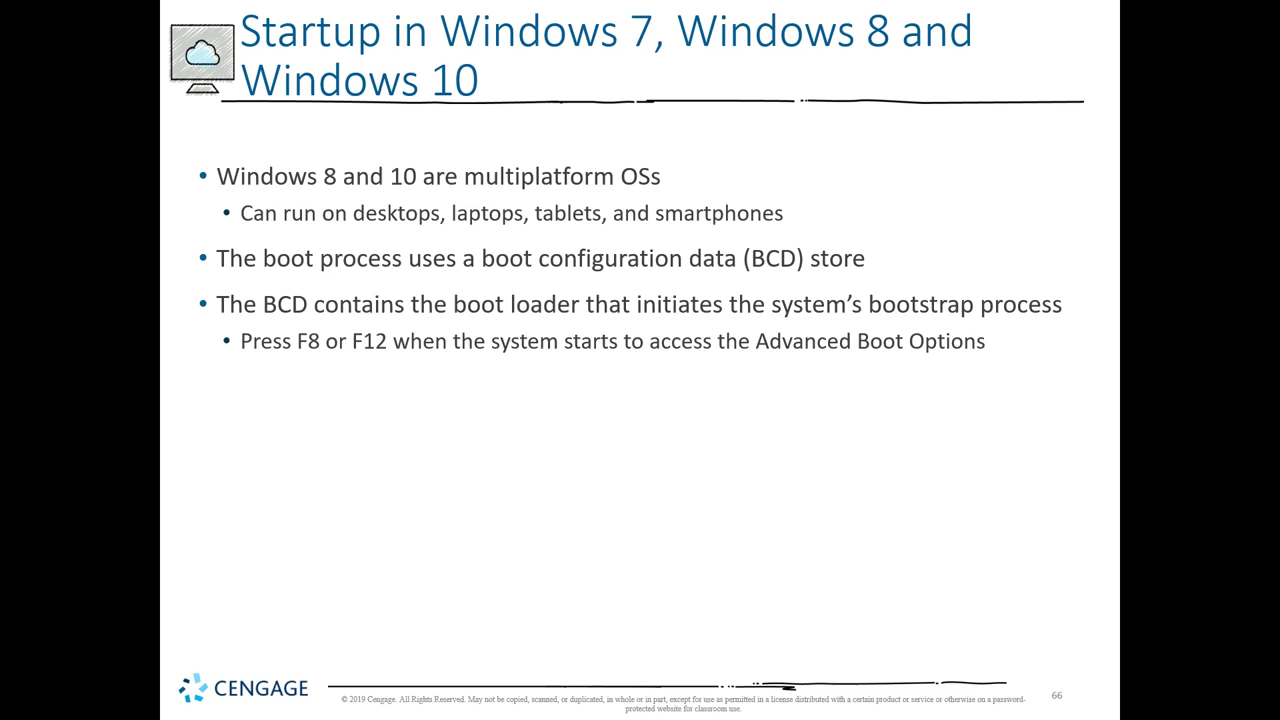 Startup in Windows 7, Windows 8 and
Windows 10
• Windows 8 and 10 are multiplatform OSs
• Can run on desktops, laptops, tablets, and smartphones
• The boot process uses a boot configuration data (BCD) store
• The BCD contains the boot loader that initiates the system’s bootstrap process
• Press F8 or F12 when the system starts to access the Advanced Boot Options
CENGAGE
© 2019 Cengage. All Rights Reserved. May not be copied, scanned, or duplicated, in whole or in part, except for use as permitted in a license distributed with a certain product or service or otherwise on a password-
protected website for classroom use.
66